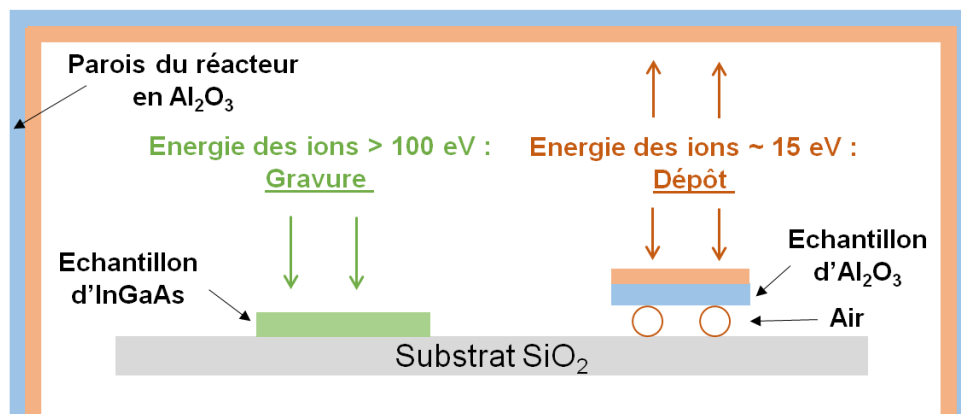 Parois du réacteur
en Al₂O₃
Energie des ions > 100 eV :
Gravure
Energie des ions ~ 15 eV :
Dépôt
Echantillon
d'InGaAs
Echantillon
d'Al₂O₃
Air
Substrat SiO₂